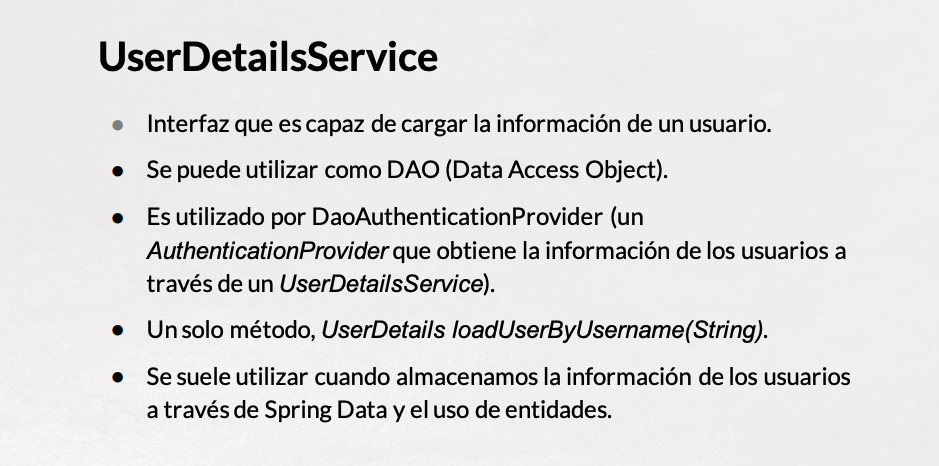 UserDetailsService
● Interfaz que es capaz de cargar la información de un usuario.
● Se puede utilizar como DAO (Data Access Object).
● Es utilizado por DaoAuthenticationProvider (un
AuthenticationProvider que obtiene la información de los usuarios a
través de un UserDetailsService).
● Un solo método, UserDetails loadUserByUsername(String).
● Se suele utilizar cuando almacenamos la información de los usuarios
a través de Spring Data y el uso de entidades.